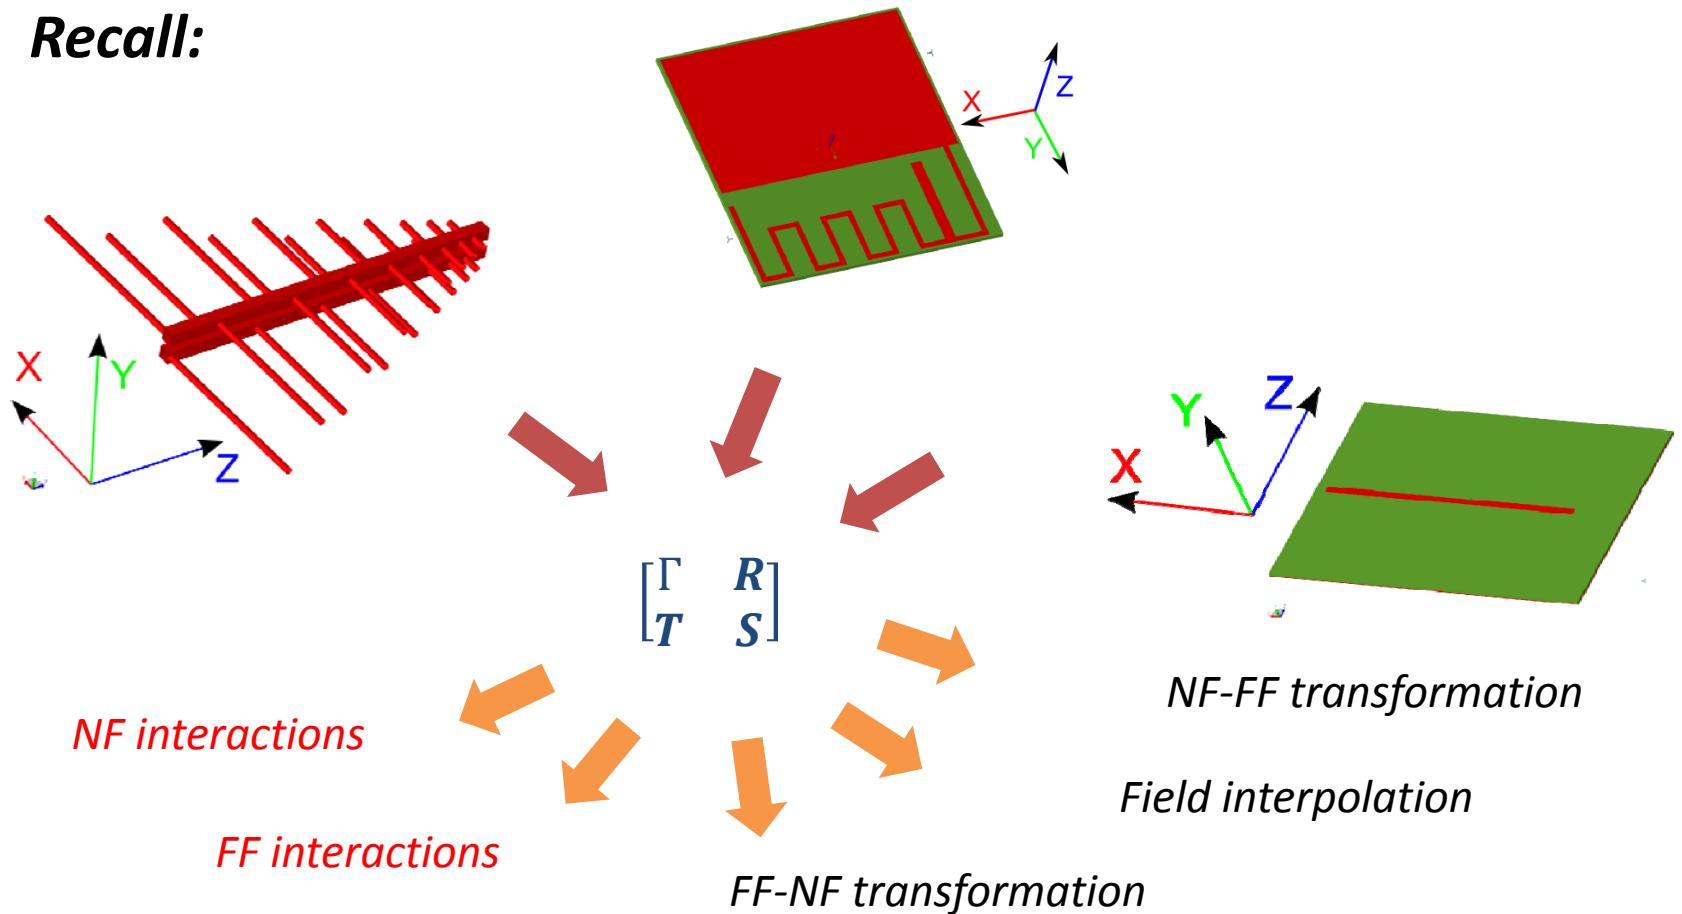 Recall:
X
Z
Y
X
Y
Z
Z
Y
X
Γ R
T S
NF-FF transformation
NF interactions
Field interpolation
FF interactions
FF-NF transformation